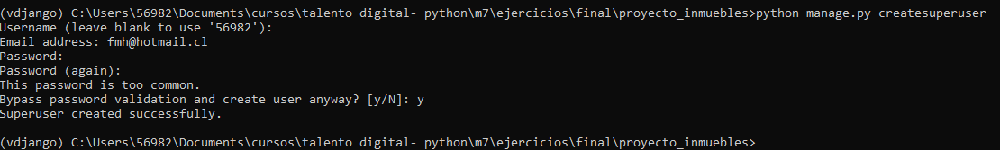 (vdjango) C:\Users\56982\Documents\cursos\talento digital- python\m7\ejercicios\final\proyecto_inmuebles>python manage.py createsuperuser
Username (leave blank to use '56982'):
Email address: fmh@hotmail.cl
Password:
Password (again):
This password is too common.
Bypass password validation and create user anyway? [y/N]: y
Superuser created successfully.
(vdjango) C:\Users\56982\Documents\cursos\talento digital- python\m7\ejercicios\final\proyecto_inmuebles>